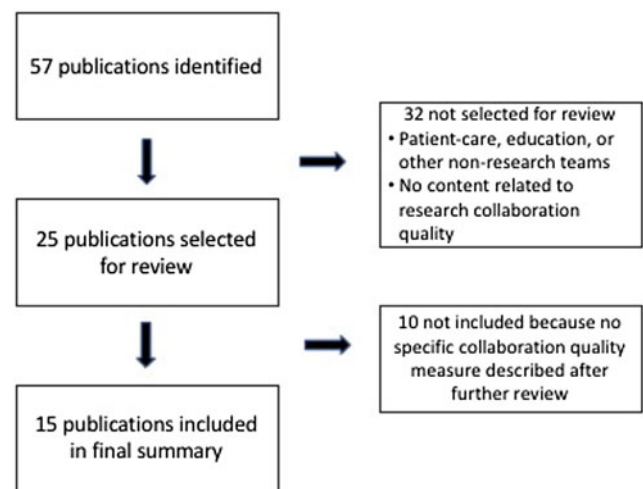 57 publications identified
32 not selected for review
• Patient-care, education, or
other non-research teams
• No content related to
research collaboration
quality
25 publications selected
for review
10 not included because no
specific collaboration quality
measure described after
further review
15 publications included
in final summary